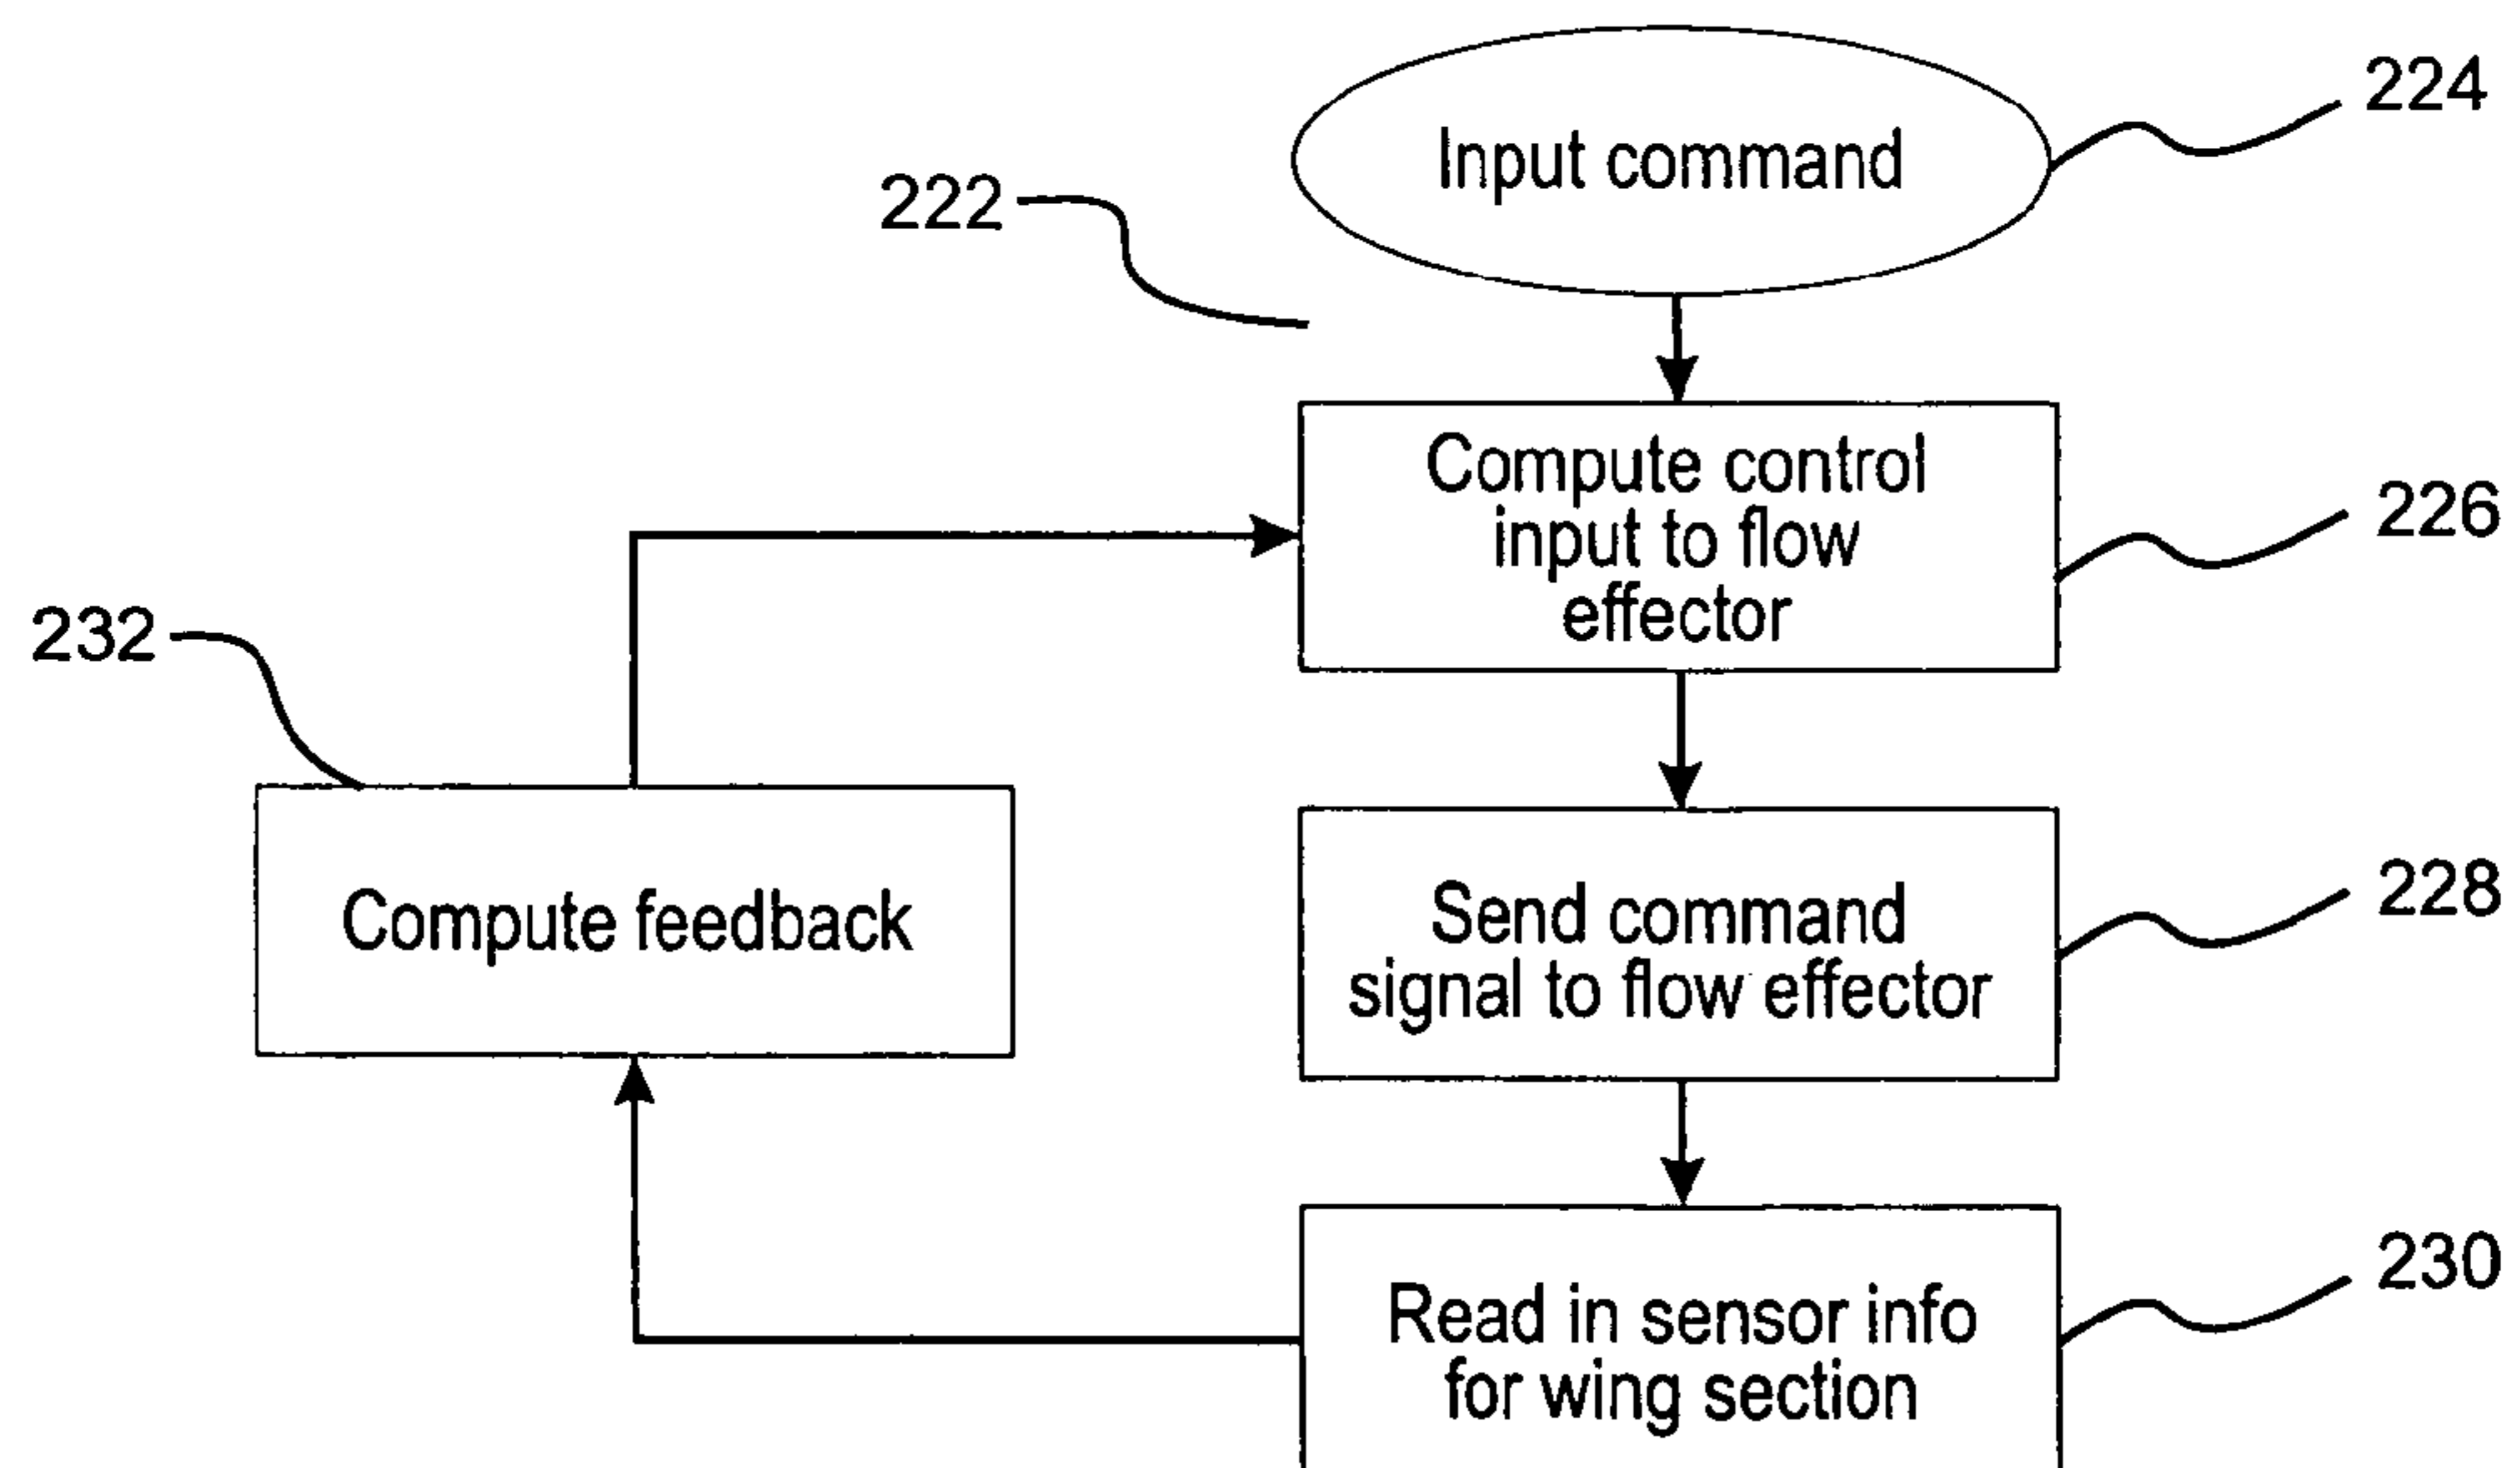 224
Input command
222
Compute control
input to flow
effector
226
232
Compute feedback
Send command
signal to flow effector
228
Read in sensor info
for wing section
230